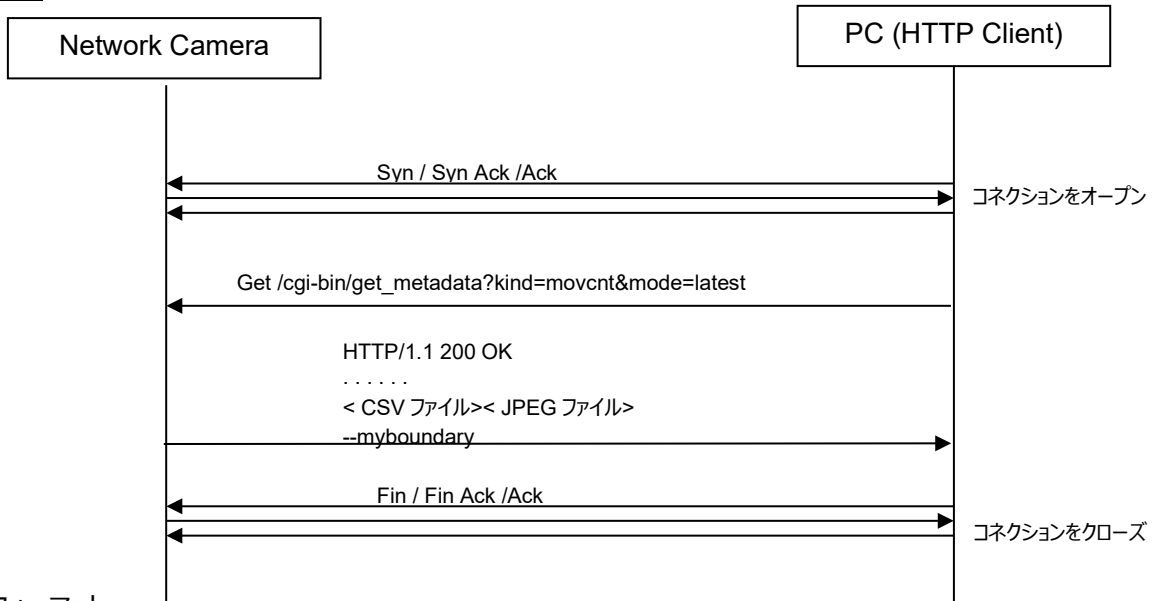 Network Camera
PC (HTTP Client)
Syn / Syn Ack /Ack
コネクションをオープン
Get /cgi-bin/get_metadata?kind=movcnt&mode=latest
HTTP/1.1 200 OK
. . . . . .
< CSV ファイル>< JPEG ファイル>
--myboundary
Fin / Fin Ack /Ack
コネクションをクローズ